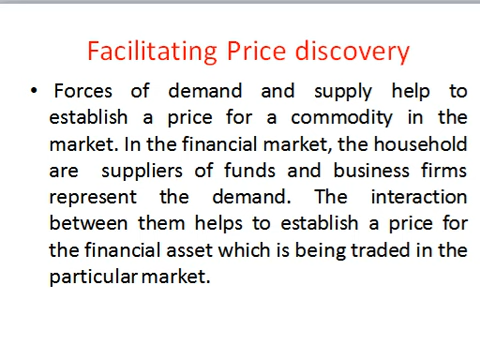 Facilitating Price discovery
• Forces of demand and supply help to
establish a price for a commodity in the
market. In the financial market, the household
are suppliers of funds and business firms
represent the demand. The interaction
between them helps to establish a price for
the financial asset which is being traded in the
particular market.